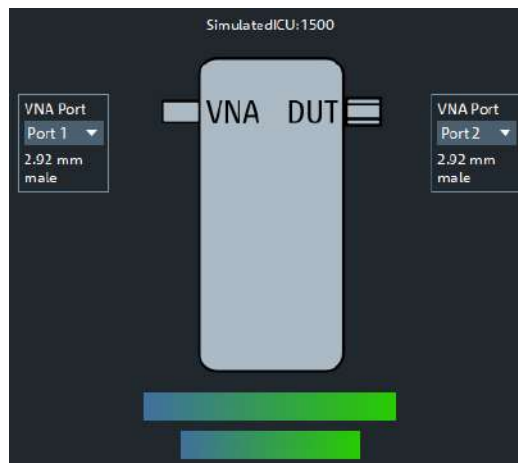 SimulatedICU:1500
VNA DUT
VNA Port
Port 1
2.92 mm
male
VNA Port
Port 2
2.92 mm
male